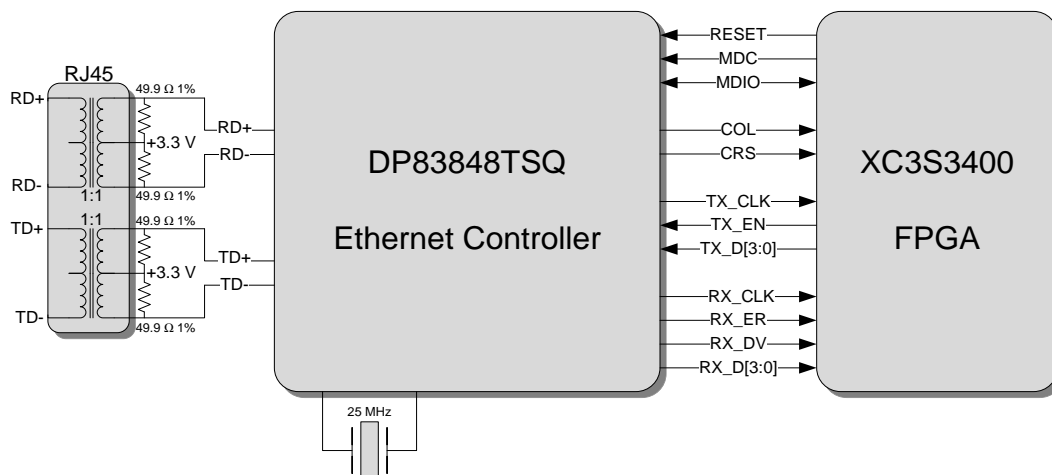 RJ45
49.9 Ω 1%
RD+
RD+
+3.3 V
RD-
RD-
1:1
49.9 Ω 1%
1:1
49.9 Ω 1%
TD+
TD+
+3.3 V
TD-
TD-
49.9 Ω 1%
DP83848TSQ
Ethernet Controller
25 MHz
RESET
MDC
MDIO
COL
CRS
TX_CLK
TX_EN
TX_D[3:0]
RX_CLK
RX_ER
RX_DV
RX_D[3:0]
XC3S3400
FPGA